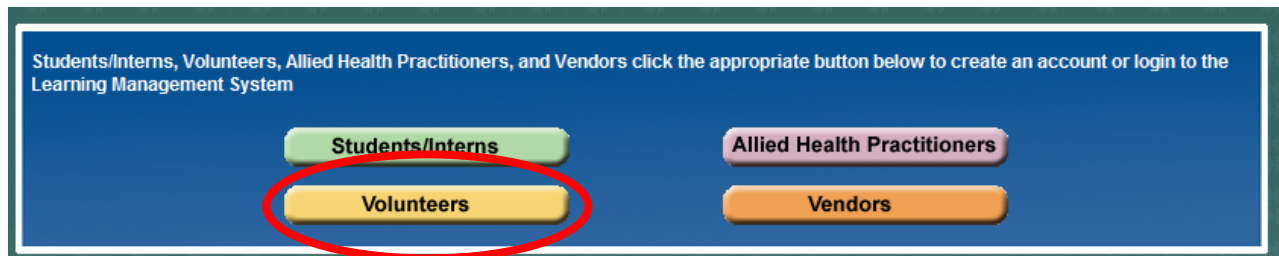 Students/Interns, Volunteers, Allied Health Practitioners, and Vendors click the appropriate button below to create an account or login to the
Learning Management System
Students/Interns
Allied Health Practitioners
Volunteers
Vendors